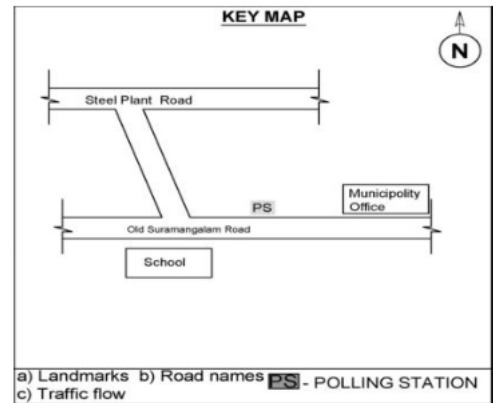 KEY MAP
N
Steel Plant Road
Municipolity
Office
PS
Old Suramangalam Road
School
a) Landmarks b) Road names PS - POLLING STATION
c) Traffic flow